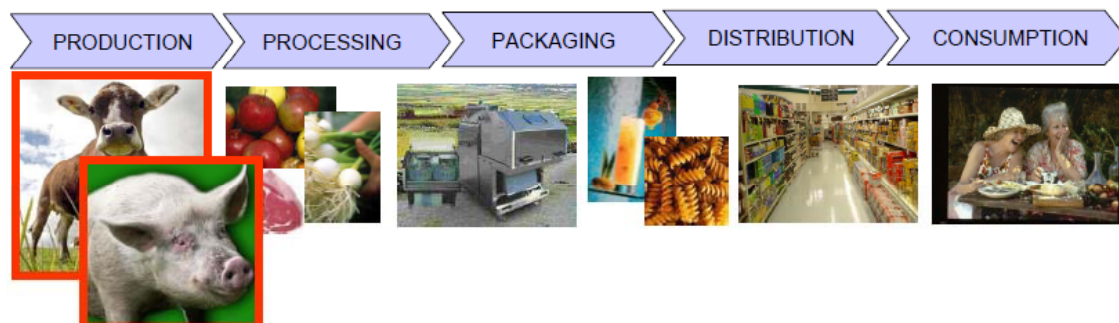 PRODUCTION
PROCESSING
PACKAGING
DISTRIBUTION
CONSUMPTION